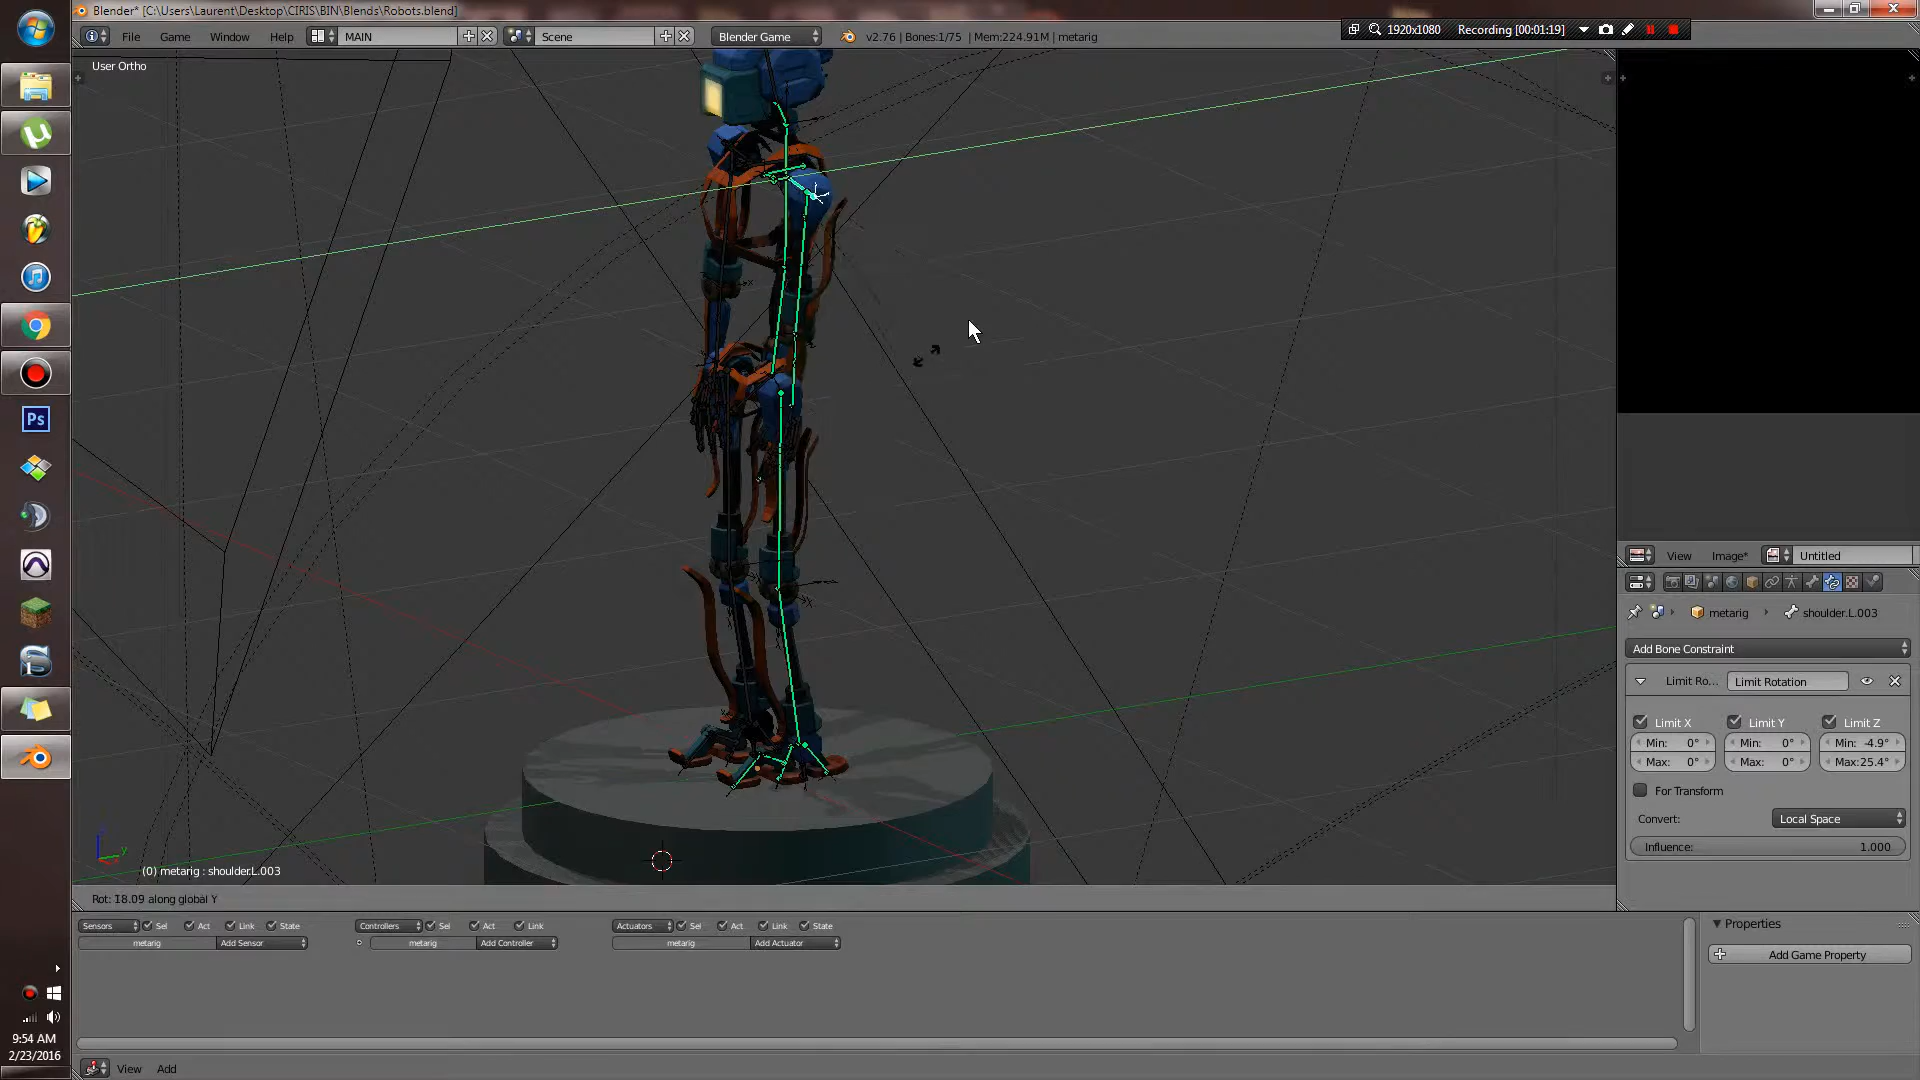 Blender* [C:\Users\Laurent\Desktop\CIRIS\BIN\Blends\Robots.blend]
File Game Window Help MAIN Scene Blender Game v2.76 | Bones:1/75 | Mem:224.91M | metarig
1920x1080 Recording [00:01:19]
User Ortho
Ps
View Image* Untitled
metarig shoulder.L.003
Add Bone Constraint
Limit Ro... Limit Rotation
Limit X Limit Y Limit Z
Min: 0° Min: 0° Min: -4.9°
Max: 0° Max: 0° Max:25.4°
For Transform
Convert: Local Space
Influence: 1.000
(0) metarig : shoulder.L.003
Rot: 18.09 along global Y
Sensors Sel Act Link State Controllers Sel Act Link Actuators Sel Act Link State
metarig Add Sensor metarig Add Controller metarig Add Actuator
Properties
Add Game Property
9:54 AM
2/23/2016
View Add